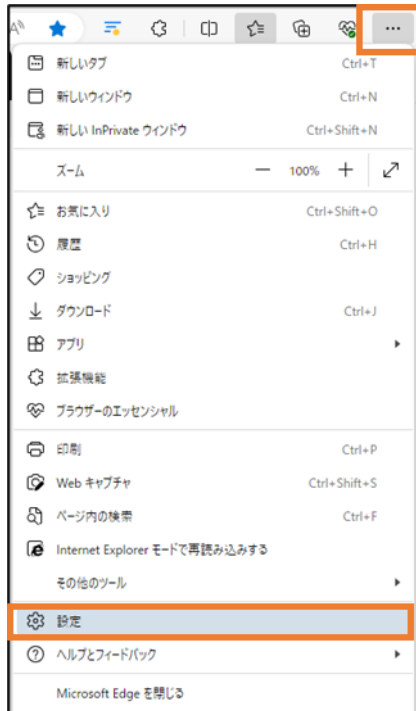 A
新しいタブ Ctrl+T
新しいウィンドウ Ctrl+N
新しい InPrivate ウィンドウ Ctrl+Shift+N
ズーム — 100% +
お気に入り Ctrl+Shift+O
履歴 Ctrl+H
ショッピング
ダウンロード Ctrl+J
アプリ
拡張機能
ブラウザーのエッセンシャル
印刷 Ctrl+P
Web キャプチャ Ctrl+Shift+S
ページ内の検索 Ctrl+F
Internet Explorer モードで再読み込みする
その他のツール
設定
ヘルプとフィードバック
Microsoft Edge を閉じる